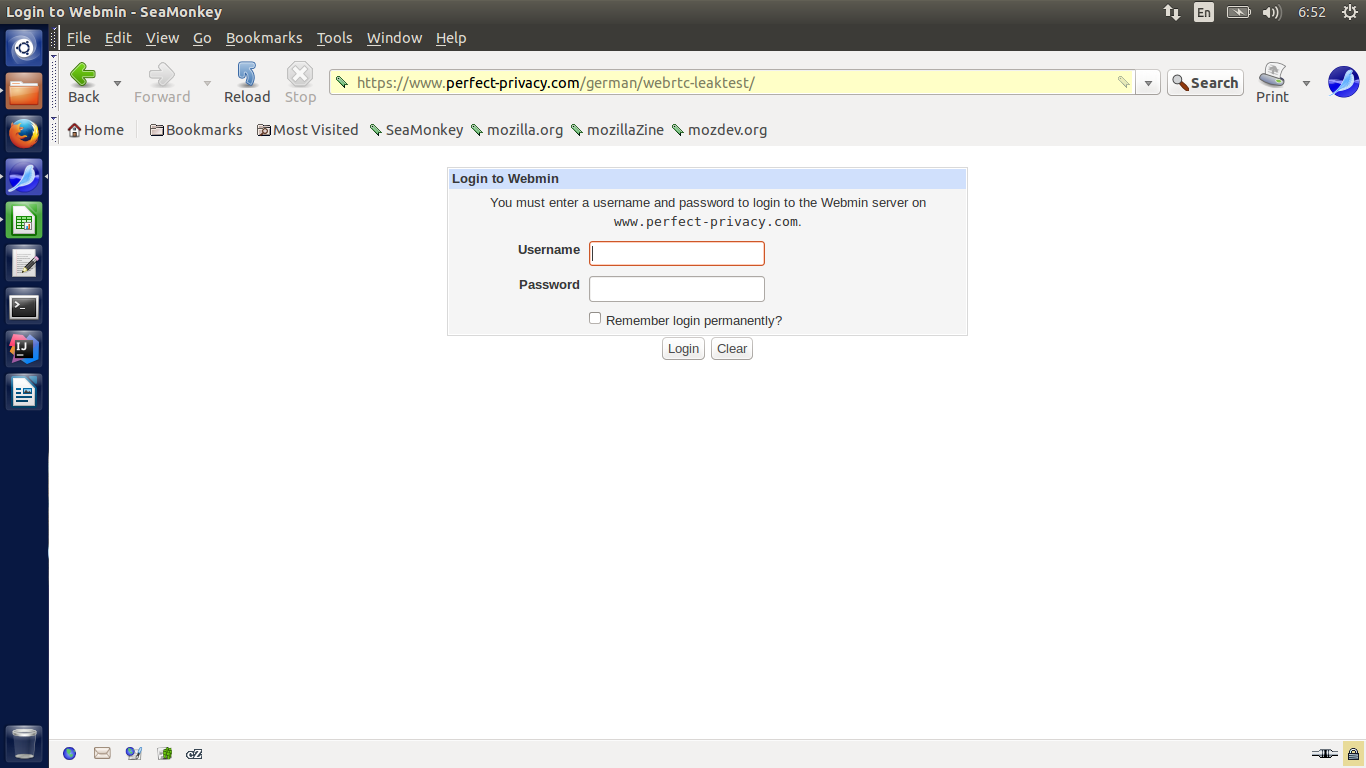 Login to Webmin - SeaMonkey
En
6:52
File Edit View Go Bookmarks Tools Window Help
Back Forward Reload Stop
https://www.perfect-privacy.com/german/webrtc-leaktest/
Search
Print
Home Bookmarks Most Visited SeaMonkey mozilla.org mozillaZine mozdev.org
Login to Webmin
You must enter a username and password to login to the Webmin server on
www.perfect-privacy.com.
Username
Password
Remember login permanently?
Login Clear
IJ
cZ